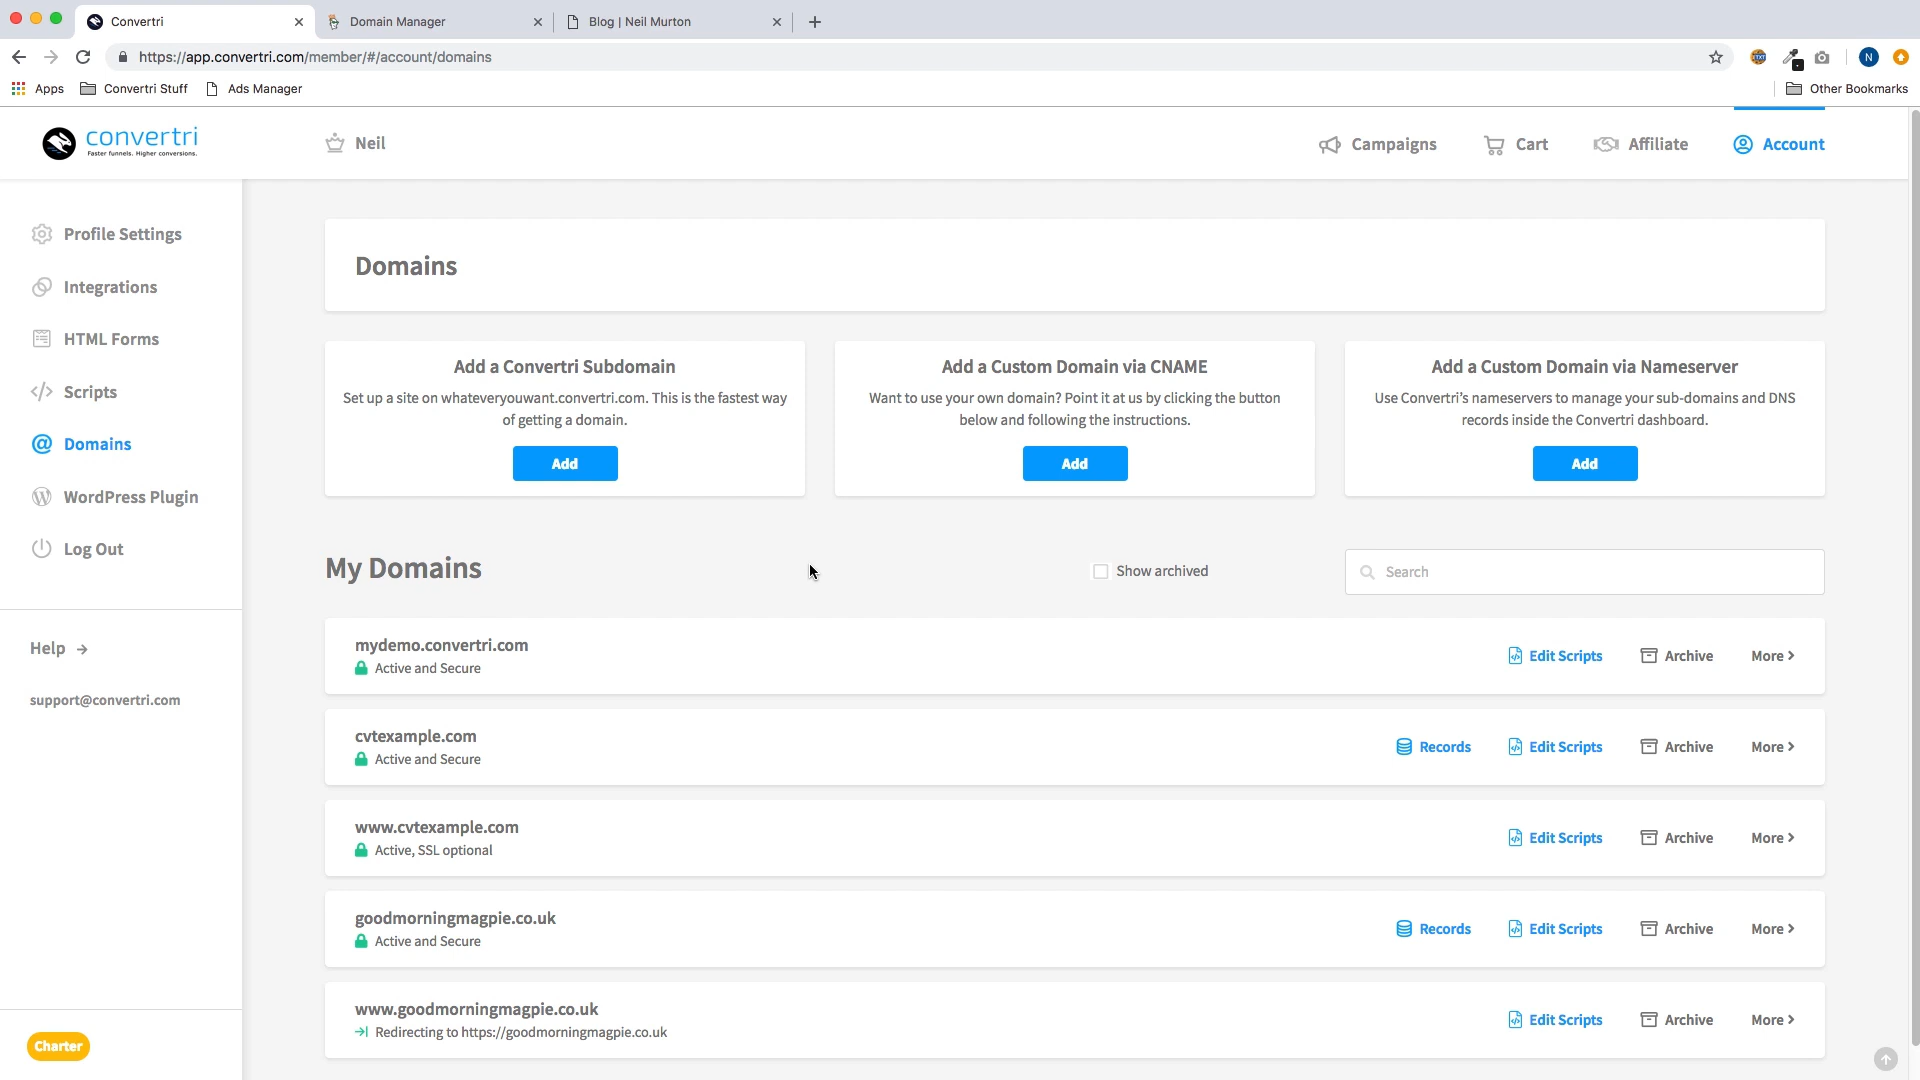 Convertri
Domain Manager
Blog | Neil Murton
https://app.convertri.com/member/#/account/domains
N
Apps
Convertri Stuff
Ads Manager
Other Bookmarks
convertri
Faster funnels. Higher conversions.
Neil
Campaigns
Cart
Affiliate
Account
Profile Settings
Integrations
HTML Forms
Scripts
Domains
WordPress Plugin
Log Out
Help
support@convertri.com
Charter
Domains
Add a Convertri Subdomain
Set up a site on whateveryouwant.convertri.com. This is the fastest way
of getting a domain.
Add
Add a Custom Domain via CNAME
Want to use your own domain? Point it at us by clicking the button
below and following the instructions.
Add
Add a Custom Domain via Nameserver
Use Convertri’s nameservers to manage your sub-domains and DNS
records inside the Convertri dashboard.
Add
My Domains
Show archived
Search
mydemo.convertri.com
Active and Secure
Edit Scripts
Archive
More
cvtexample.com
Active and Secure
Records
Edit Scripts
Archive
More
www.cvtexample.com
Active, SSL optional
Edit Scripts
Archive
More
goodmorningmagpie.co.uk
Active and Secure
Records
Edit Scripts
Archive
More
www.goodmorningmagpie.co.uk
Redirecting to https://goodmorningmagpie.co.uk
Edit Scripts
Archive
More